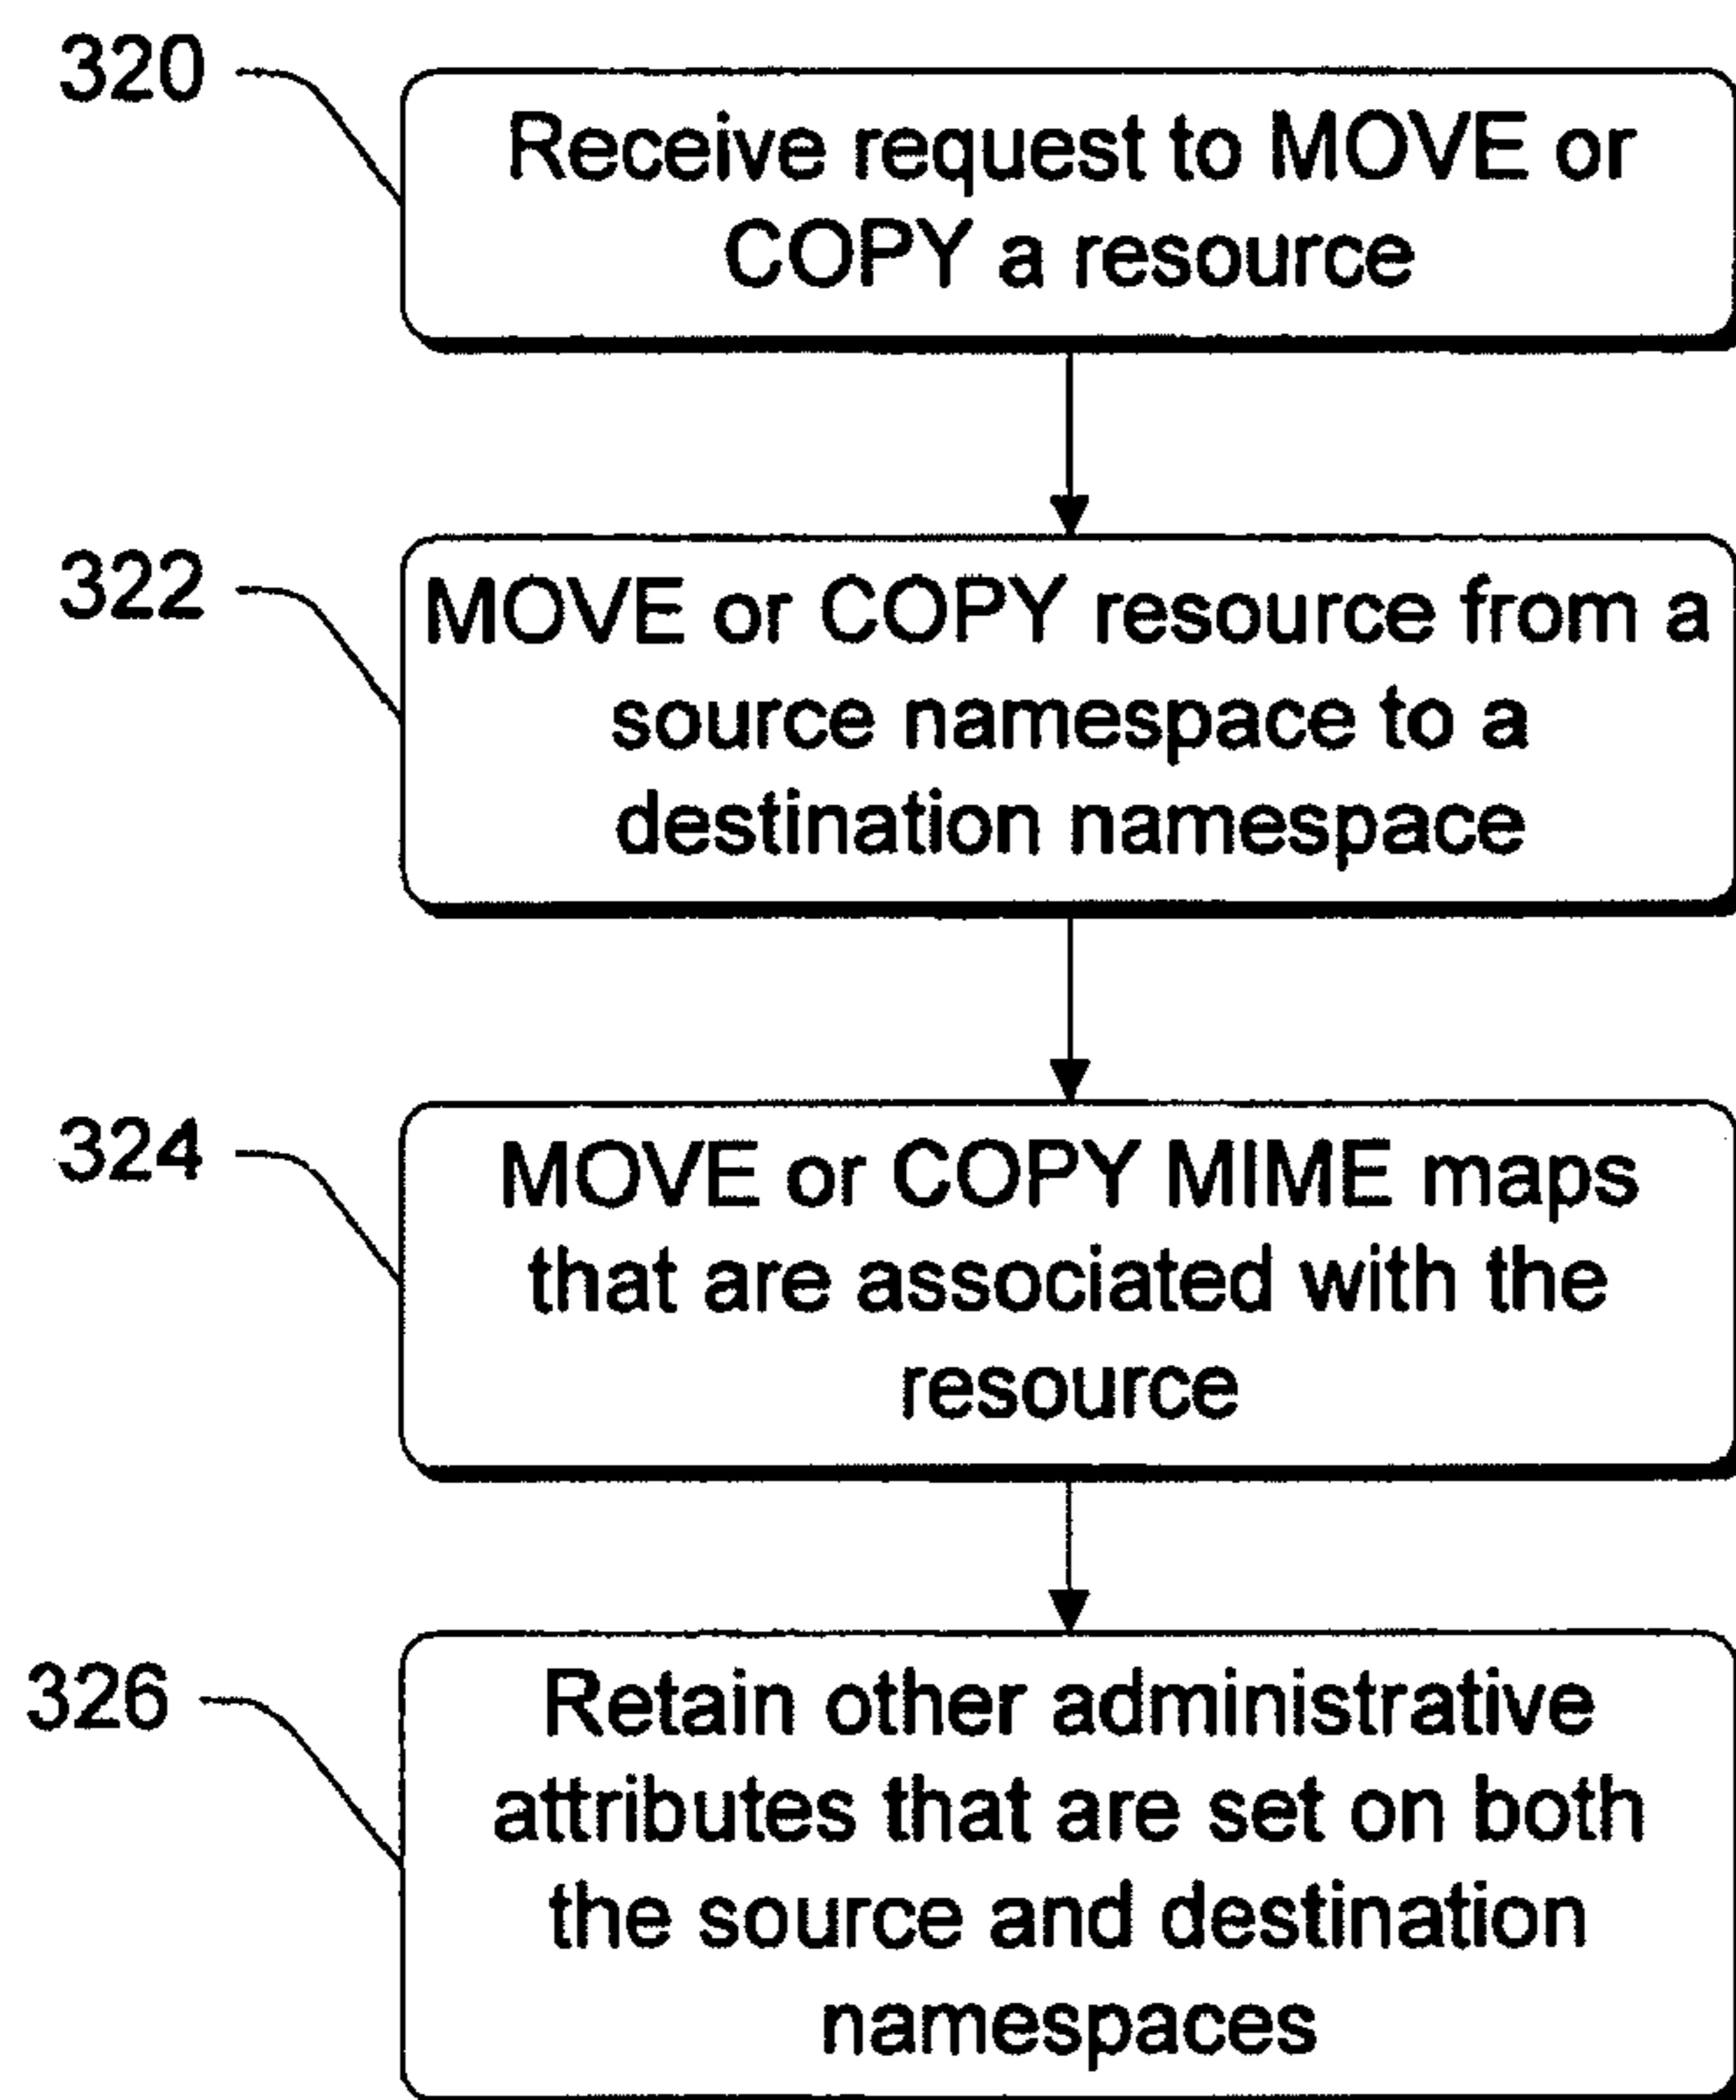 320
Receive request to MOVE or
COPY a resource
322
MOVE or COPY resource from a
source namespace to a
destination namespace
324
MOVE or COPY MIME maps
that are associated with the
resource
326
Retain other administrative
attributes that are set on both
the source and destination
namespaces